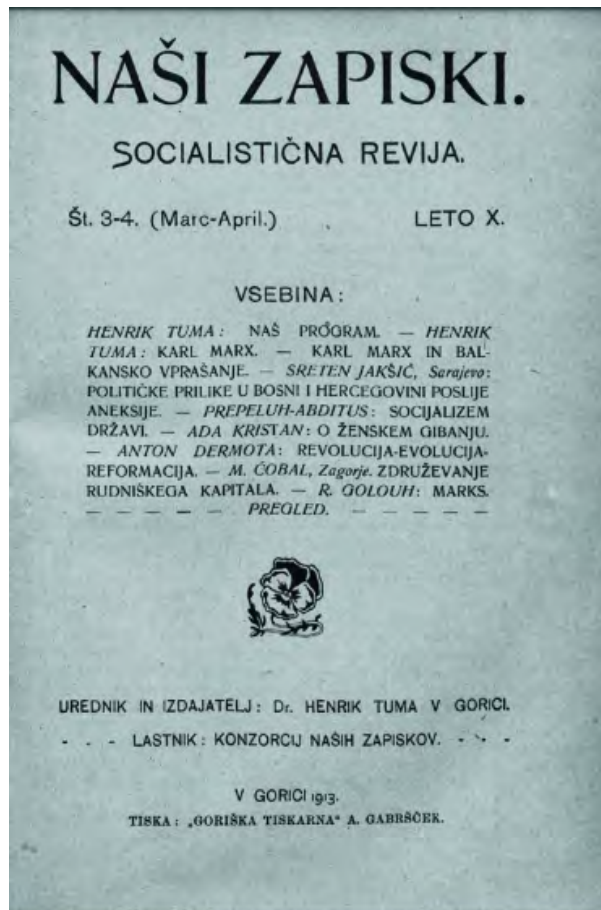 NAŠI ZAPISKI.
SOCIALISTIČNA REVIJA.
Št. 3-4. (Marc-April.) LETO X.
VSEBINA:
HENRIK TUMA: NAŠ PROGRAM. — HENRIK
TUMA: KARL MARX. — KARL MARX IN BAL-
KANSKO VPRAŠANJE. — SRETEN JAKŠIĆ, Sarajevo:
POLITIČKE PRILIKE U BOSNI I HERCEGOVINI POSLIJE
ANEKSIJE. — PREPELUH-ABDITUS: SOCIJALIZEM
DRŽAVI. — ADA KRISTAN: O ŽENSKEM GIBANJU.
— ANTON DERMOTA: REVOLUCIJA-EVOLUCIJA-
REFORMACIJA. — M. ČOBAL, Zagorje. ZDRUŽEVANJE
RUDNIŠKEGA KAPITALA. — R. GOLOUH: MARKS.
— — — — — PREGLED. — — — — —
UREDNIK IN IZDAJATELJ: Dr. HENRIK TUMA V GORICI.
- - - LASTNIK: KONZORCIJ NAŠIH ZAPISKOV. - - -
V GORICI 1913.
TISKA: „GORIŠKA TISKARNA“ A. GABRŠČEK.